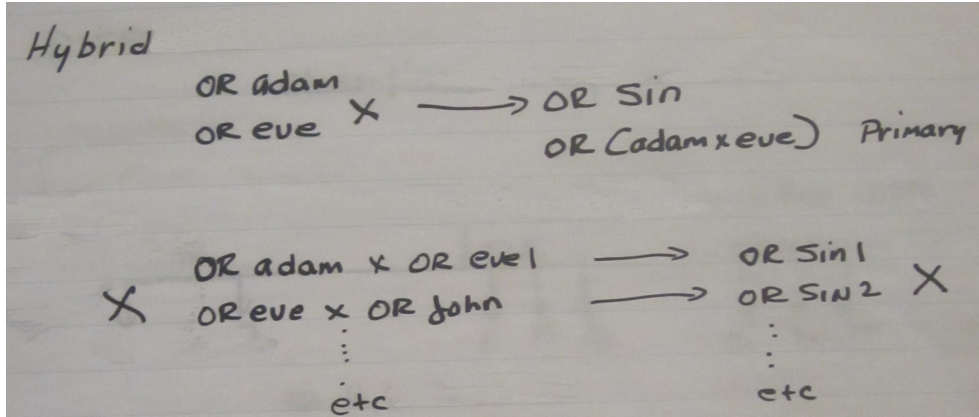 Hybrid
OR adam
OR eve X ⟶ OR Sin
OR (adam x eve) Primary
OR adam x OR eve1 ⟶ OR Sin1
X OR eve x OR John ⟶ OR SIN2 X
etc etc